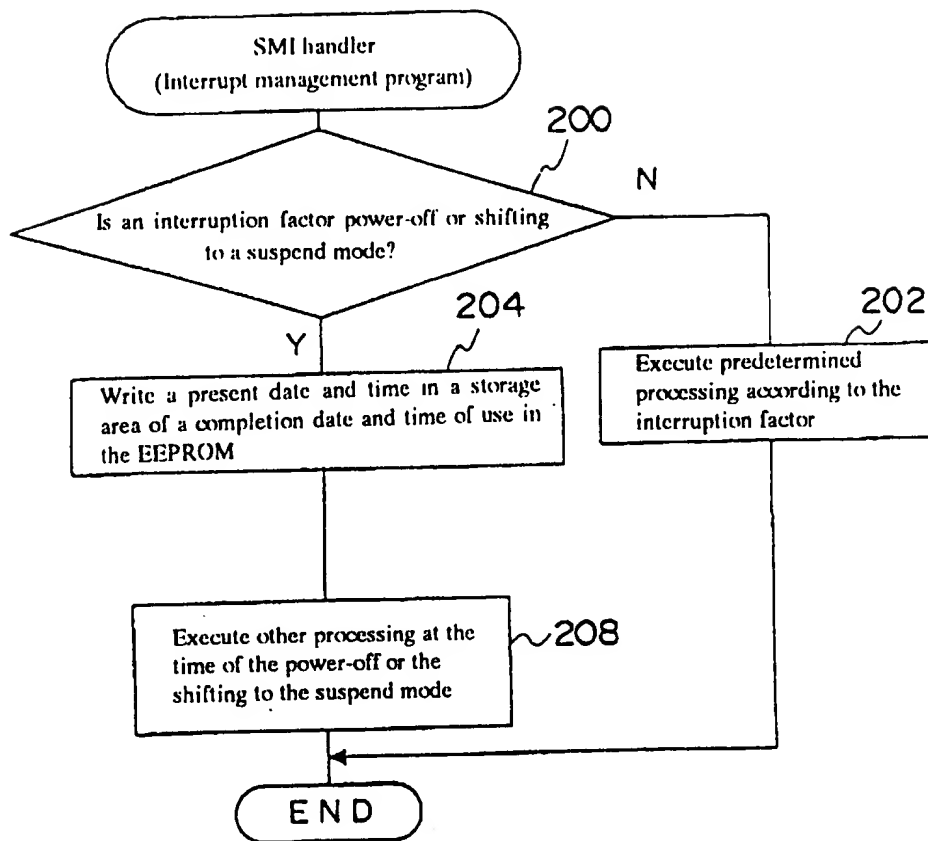 SMI handler
(Interrupt management program)
200
N
Is an interruption factor power-off or shifting
to a suspend mode?
204
Y
202
Write a present date and time in a storage
area of a completion date and time of use in
the EEPROM
Execute predetermined
processing according to the
interruption factor
Execute other processing at the
time of the power-off or the
shifting to the suspend mode
208
END